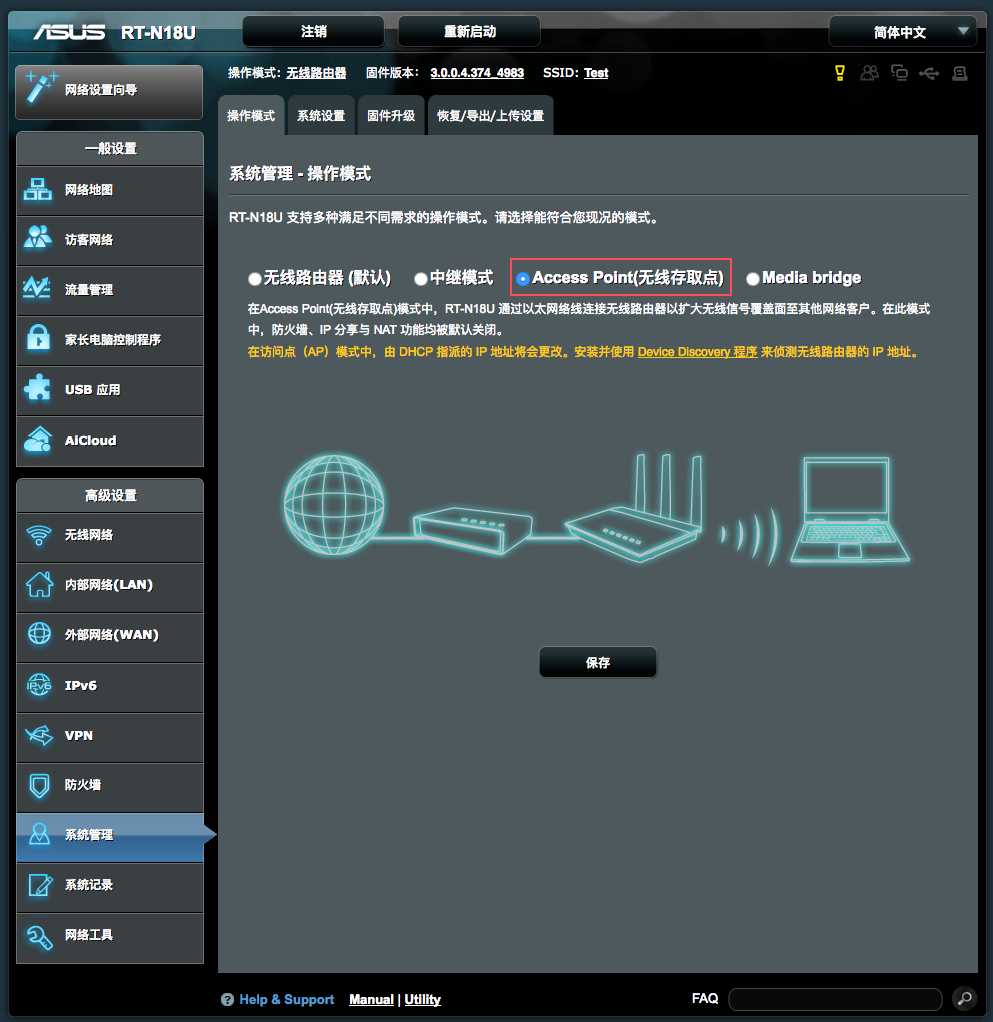 ASUS RT-N18U 注销 重新启动 简体中文
操作模式: 无线路由器 固件版本: 3.0.0.4.374_4983 SSID: Test
网络设置向导
操作模式 系统设置 固件升级 恢复/导出/上传设置
一般设置
网络地图
访客网络
流量管理
家长电脑控制程序
USB 应用
AiCloud
高级设置
无线网络
内部网络(LAN)
外部网络(WAN)
IPv6
VPN
防火墙
系统管理
系统记录
网络工具
系统管理 - 操作模式
RT-N18U 支持多种满足不同需求的操作模式。请选择能符合您现况的模式。
无线路由器 (默认) 中继模式 Access Point(无线存取点) Media bridge
在Access Point(无线存取点)模式中，RT-N18U 通过以太网络线连接无线路由器以扩大无线信号覆盖面至其他网络客户。在此模式
中，防火墙、IP 分享与 NAT 功能均被默认关闭。
在访问点（AP）模式中，由 DHCP 指派的 IP 地址将会更改。安装并使用 Device Discovery 程序 来侦测无线路由器的 IP 地址。
保存
Help & Support Manual | Utility FAQ